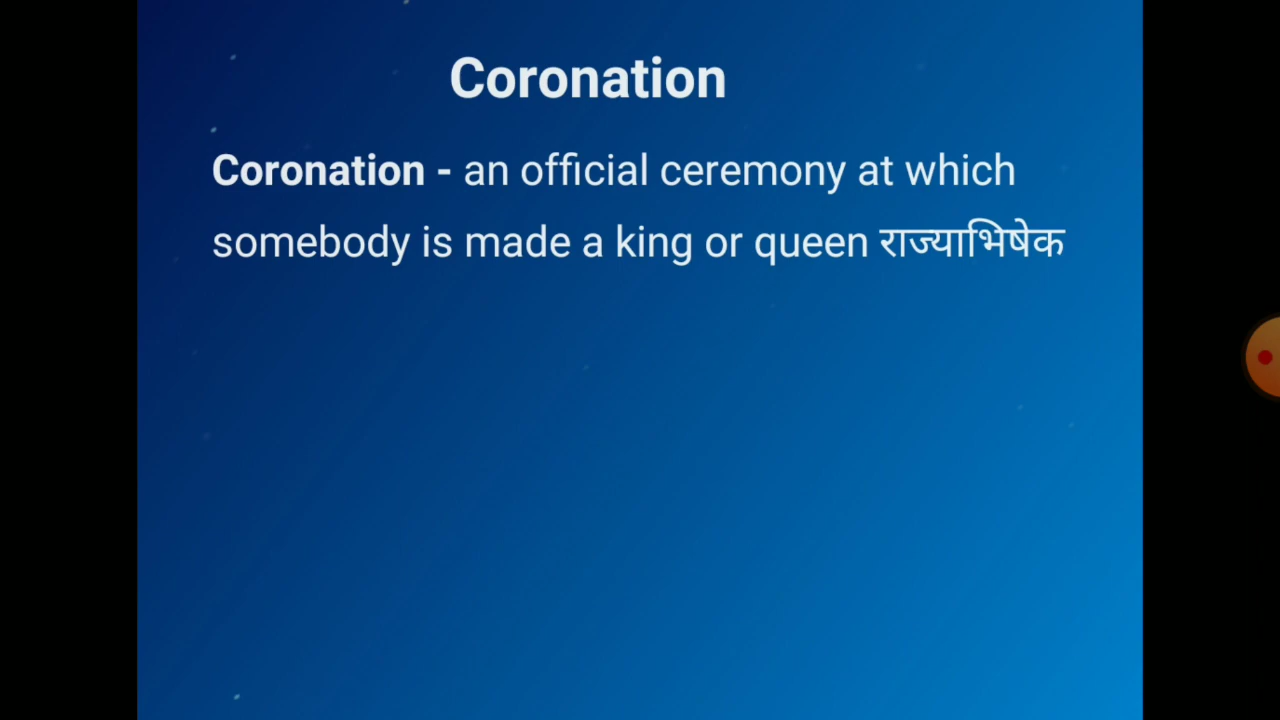 Coronation
Coronation - an official ceremony at which
somebody is made a king or queen राज्याभिषेक